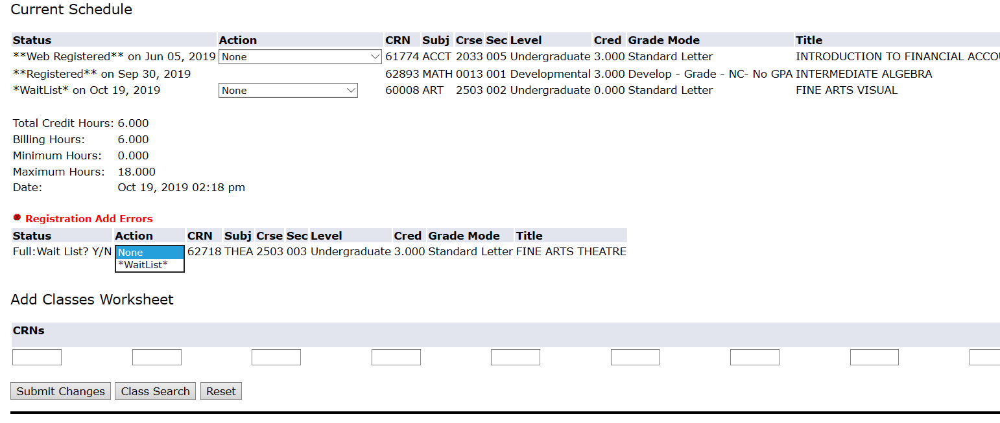 Current Schedule
Status Action CRN Subj Crse Sec Level Cred Grade Mode Title
**Web Registered** on Jun 05, 2019 None 61774 ACCT 2033 005 Undergraduate 3.000 Standard Letter INTRODUCTION TO FINANCIAL ACCOU
**Registered** on Sep 30, 2019 62893 MATH 0013 001 Developmental 3.000 Develop - Grade - NC- No GPA INTERMEDIATE ALGEBRA
*WaitList* on Oct 19, 2019 None 60008 ART 2503 002 Undergraduate 0.000 Standard Letter FINE ARTS VISUAL
Total Credit Hours: 6.000
Billing Hours: 6.000
Minimum Hours: 0.000
Maximum Hours: 18.000
Date: Oct 19, 2019 02:18 pm
Registration Add Errors
Status Action CRN Subj Crse Sec Level Cred Grade Mode Title
Full:Wait List? Y/N None 62718 THEA 2503 003 Undergraduate 3.000 Standard Letter FINE ARTS THEATRE
*WaitList*
Add Classes Worksheet
CRNs
Submit Changes Class Search Reset